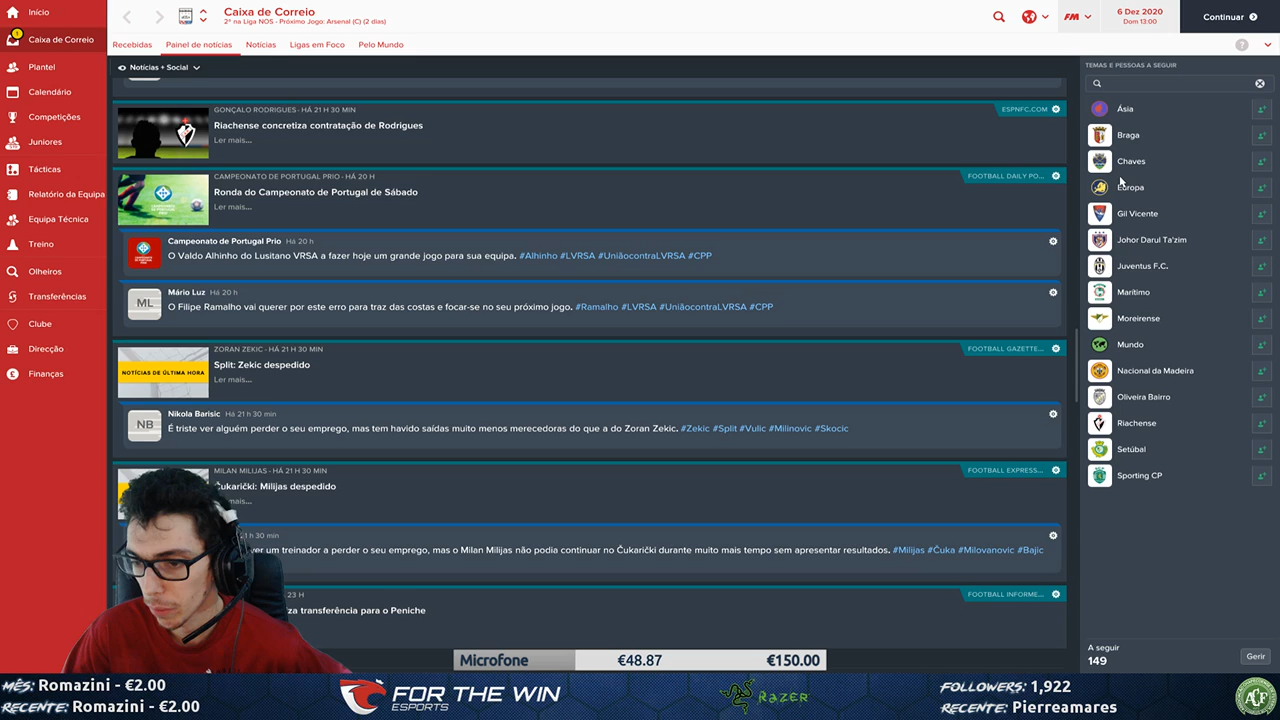 Início
Caixa de Correio
1
Plantel
Calendário
Competições
Juniores
Tácticas
Relatório da Equipa
Equipa Técnica
Treino
Olheiros
Transferências
Clube
Direcção
Finanças
Caixa de Correio
2º na Liga NOS - Próximo Jogo: Arsenal (C) (2 dias)
FM
6 Dez 2020
Dom 13:00
Continuar
Recebidas
Painel de notícias
Notícias
Ligas em Foco
Pelo Mundo
Notícias + Social
GONÇALO RODRIGUES - HÁ 21 H 30 MIN
ESPNFC.COM
Riachense concretiza contratação de Rodrigues
Ler mais...
CAMPEONATO DE PORTUGAL PRIO - HÁ 20 H
FOOTBALL DAILY PO...
Ronda do Campeonato de Portugal de Sábado
Ler mais...
Campeonato de Portugal Prio Há 20 h
O Valdo Alhinho do Lusitano VRSA a fazer hoje um grande jogo para sua equipa. #Alhinho #LVRSA #UniãocontraLVRSA #CPP
ML
Mário Luz Há 20 h
O Filipe Ramalho vai querer por este erro para traz das costas e focar-se no seu próximo jogo. #Ramalho #LVRSA #UniãocontraLVRSA #CPP
ZORAN ZEKIC - HÁ 21 H 30 MIN
FOOTBALL GAZETTE...
NOTÍCIAS DE ÚLTIMA HORA
Split: Zekic despedido
Ler mais...
NB
Nikola Barisic Há 21 h 30 min
É triste ver alguém perder o seu emprego, mas tem havido saídas muito menos merecedoras do que a do Zoran Zekic. #Zekic #Split #Vulic #Milinovic #Skocic
MILAN MILIJAS - HÁ 21 H 30 MIN
FOOTBALL EXPRESS...
Čukarički: Milijas despedido
mais...
1 h 30 min
ver um treinador a perder o seu emprego, mas o Milan Milijas não podia continuar no Čukarički durante muito mais tempo sem apresentar resultados. #Milijas #Čuka #Milovanovic #Bajic
23 H
FOOTBALL INFORME...
za transferência para o Peniche
TEMAS E PESSOAS A SEGUIR
Ásia
Braga
Chaves
Europa
Gil Vicente
Johor Darul Ta'zim
Juventus F.C.
Marítimo
Moreirense
Mundo
Nacional da Madeira
Oliveira Bairro
Riachense
Setúbal
Sporting CP
A seguir
149
Gerir
Microfone €48.87 €150.00
MÊS: Romazini - €2.00
RECENTE: Romazini - €2.00
FOR THE WIN
ESPORTS
RAZER
FOLLOWERS: 1,922
RECENTE: Pierreamares
ACF